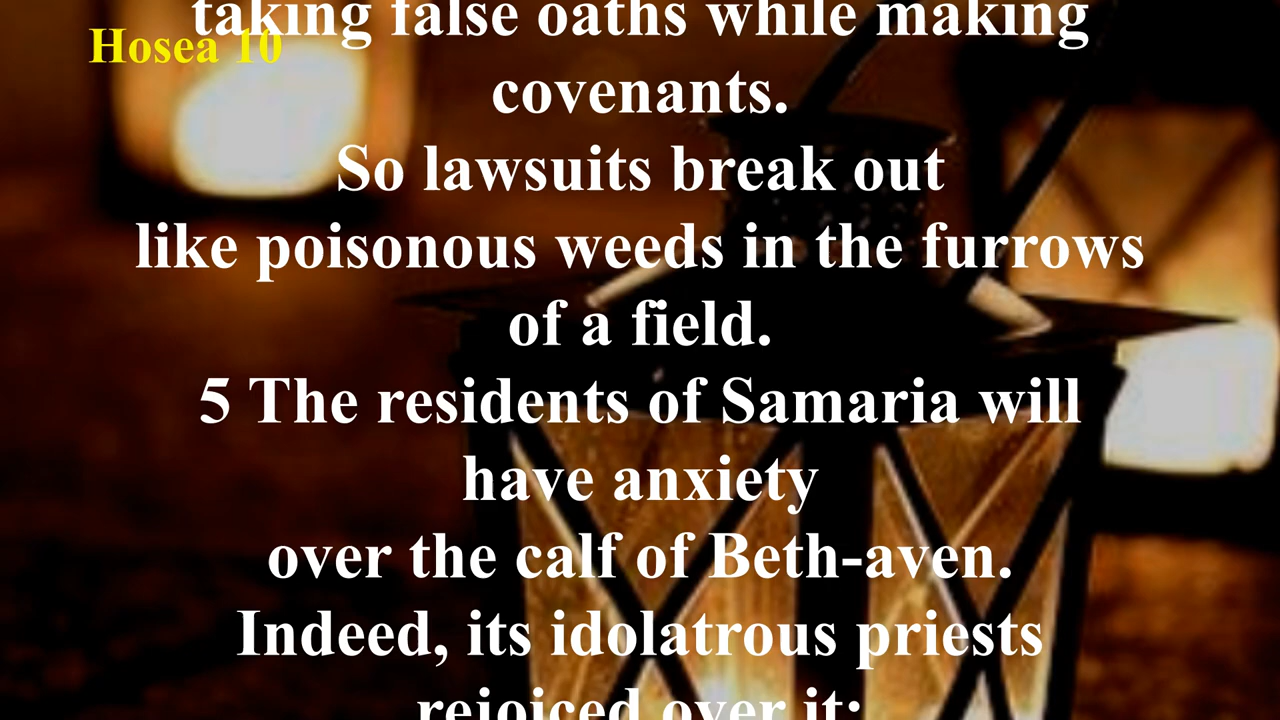 taking false oaths while making
Hosea 10
covenants.
So lawsuits break out
like poisonous weeds in the furrows
of a field.
5 The residents of Samaria will
have anxiety
over the calf of Beth-aven.
Indeed, its idolatrous priests
rejoiced over it;